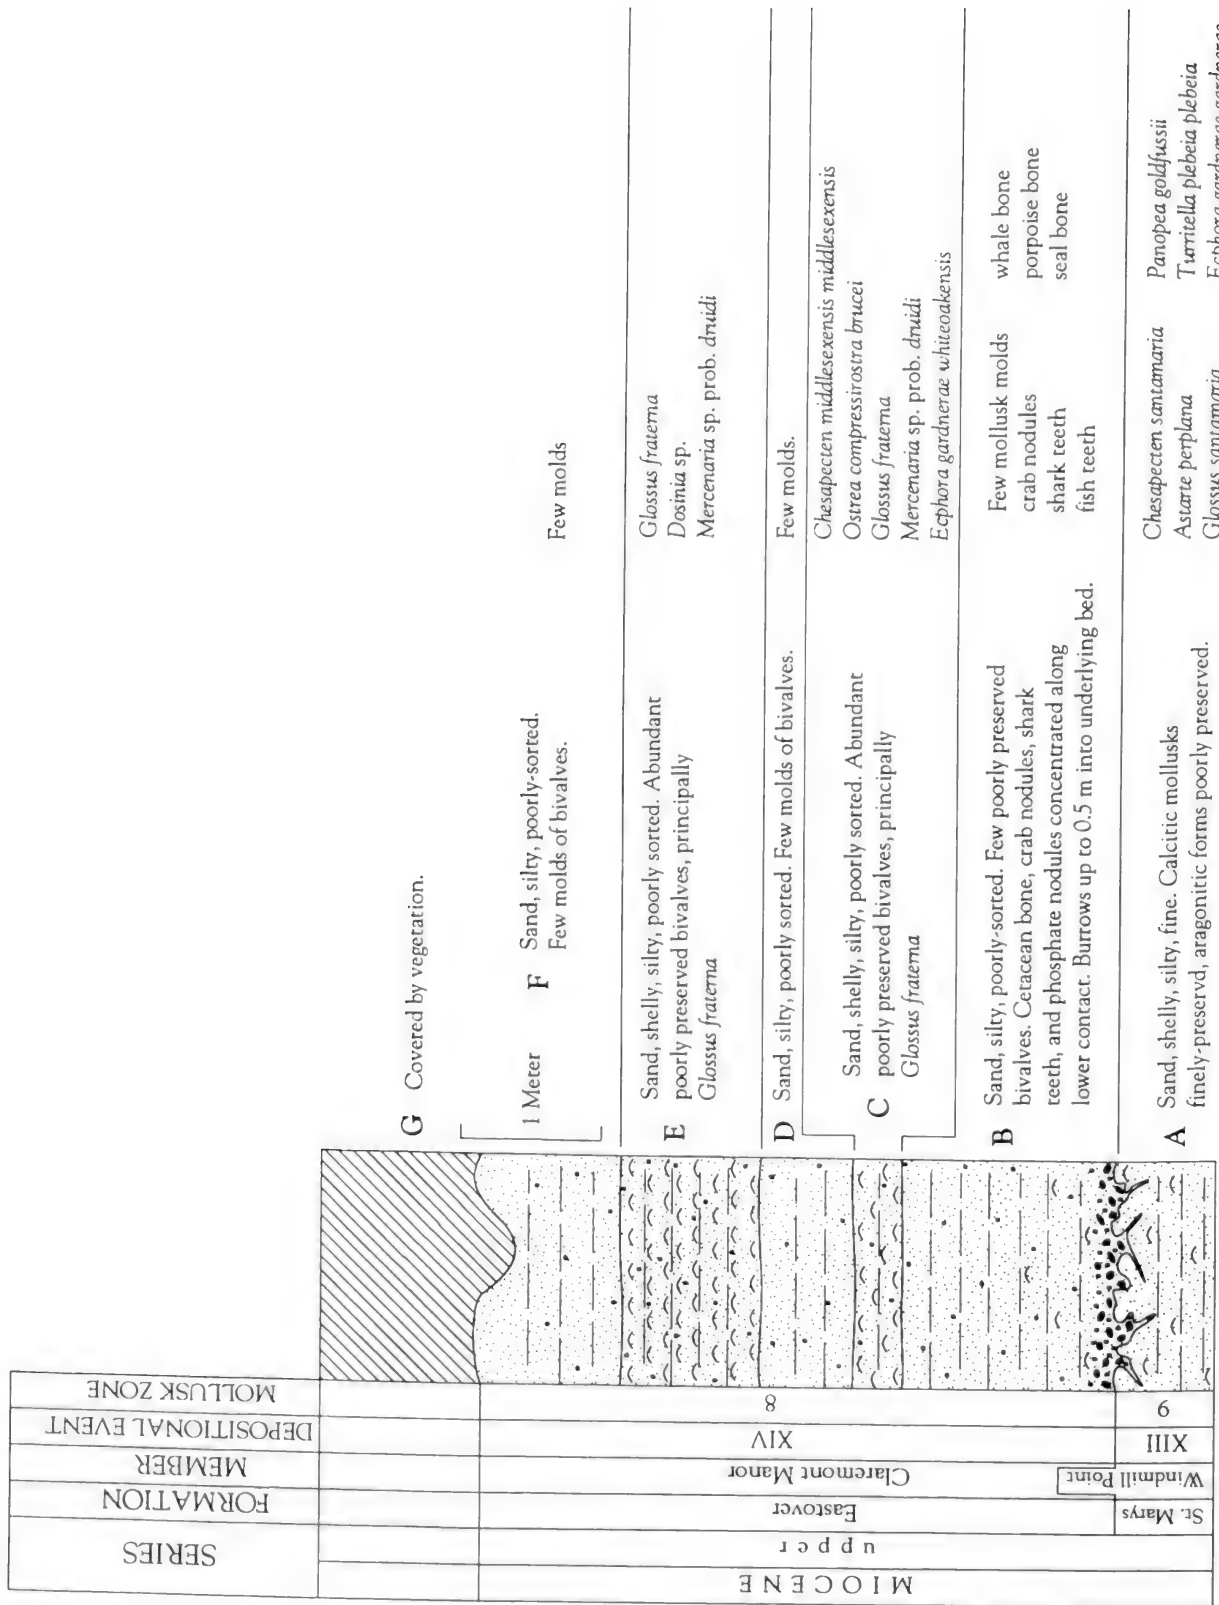 SERIES
FORMATION
MEMBER
DEPOSITIONAL EVENT
MOLLUSK ZONE
MIOCENE
upper
Eastover
Claremont Manor
XIV
8
St. Marys
Windmill Point
XIII
9
G Covered by vegetation.
1 Meter
F Sand, silty, poorly-sorted.
Few molds of bivalves.
Few molds
E Sand, shelly, silty, poorly sorted. Abundant
poorly preserved bivalves, principally
Glossus fraterna
Glossus fraterna
Dosinia sp.
Mercenaria sp. prob. druidi
D Sand, silty, poorly sorted. Few molds of bivalves.
Few molds.
C Sand, shelly, silty, poorly sorted. Abundant
poorly preserved bivalves, principally
Glossus fraterna
Chesapecten middlesexensis middlesexensis
Ostrea compressirostra brucei
Glossus fraterna
Mercenaria sp. prob. druidi
Ecphora gardnerae whiteoakensis
B Sand, silty, poorly-sorted. Few poorly preserved
bivalves. Cetacean bone, crab nodules, shark
teeth, and phosphate nodules concentrated along
lower contact. Burrows up to 0.5 m into underlying bed.
Few mollusk molds
crab nodules
shark teeth
fish teeth
whale bone
porpoise bone
seal bone
A Sand, shelly, silty, fine. Calcitic mollusks
finely-preservd, aragonitic forms poorly preserved.
Chesapecten santamaria
Astarte perplana
Glossus santamaria
Panopea goldfussii
Turritella plebeia plebeia
Ecphora gardnerae gardnerae